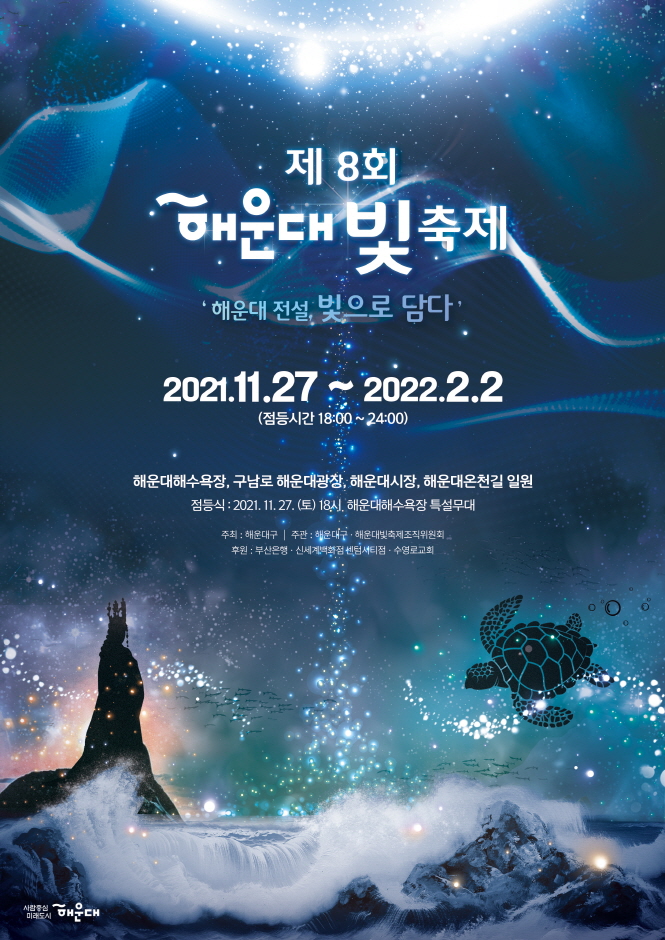 제 8회
해운대 빛축제
‘해운대 전설, 빛으로 담다’
2021.11.27 ~ 2022.2.2
(점등시간 18:00 ~ 24:00)
해운대해수욕장, 구남로 해운대광장, 해운대시장, 해운대온천길 일원
점등식 : 2021. 11. 27. (토) 18시, 해운대해수욕장 특설무대
주최 : 해운대구 | 주관 : 해운대구 · 해운대빛축제조직위원회
후원 : 부산은행 · 신세계백화점 센텀시티점 · 수영로교회
사람중심
미래도시
해운대